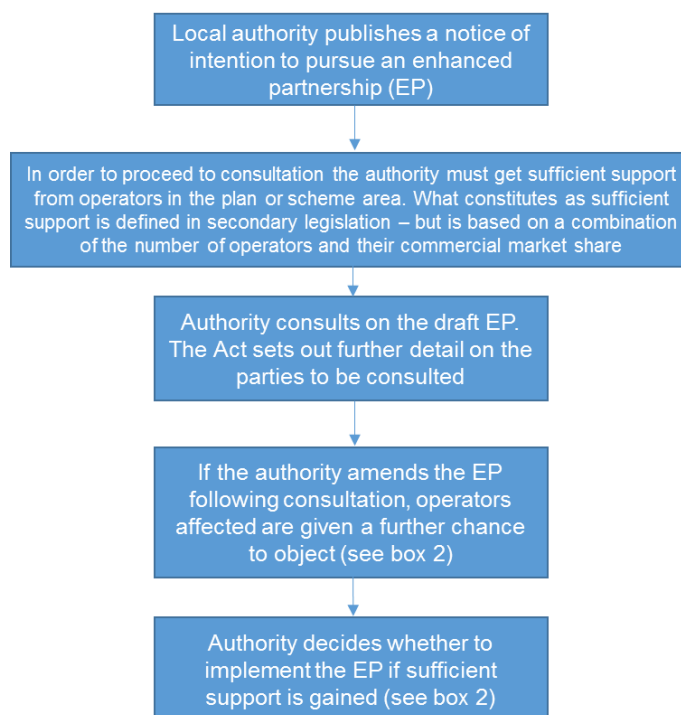 Local authority publishes a notice of
intention to pursue an enhanced
partnership (EP)
In order to proceed to consultation the authority must get sufficient support
from operators in the plan or scheme area. What constitutes as sufficient
support is defined in secondary legislation – but is based on a combination
of the number of operators and their commercial market share
Authority consults on the draft EP.
The Act sets out further detail on the
parties to be consulted
If the authority amends the EP
following consultation, operators
affected are given a further chance
to object (see box 2)
Authority decides whether to
implement the EP if sufficient
support is gained (see box 2)